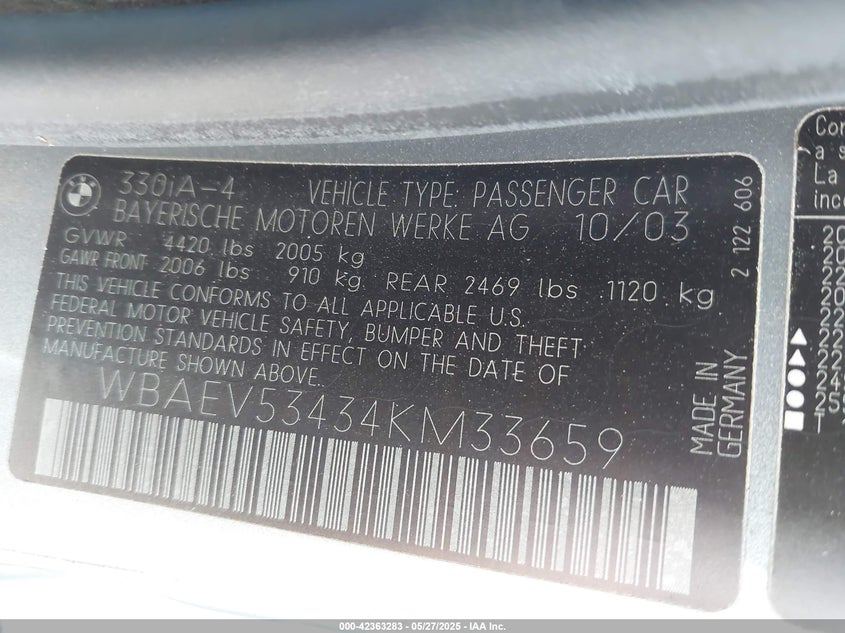 330iA-4 VEHICLE TYPE: PASSENGER CAR
BAYERISCHE MOTOREN WERKE AG 10/03
GVWR 4420 lbs 2005 kg
GAWR FRONT 2006 lbs 910 kg REAR 2469 lbs 1120 kg
THIS VEHICLE CONFORMS TO ALL APPLICABLE U.S.
FEDERAL MOTOR VEHICLE SAFETY, BUMPER AND THEFT
PREVENTION STANDARDS IN EFFECT ON THE DATE OF
MANUFACTURE SHOWN ABOVE.
WBAEV53434KM33659
MADE IN
GERMANY
2 122 606
Con
a s
La
inc
000-42363283 - 05/27/2025 - IAA Inc.